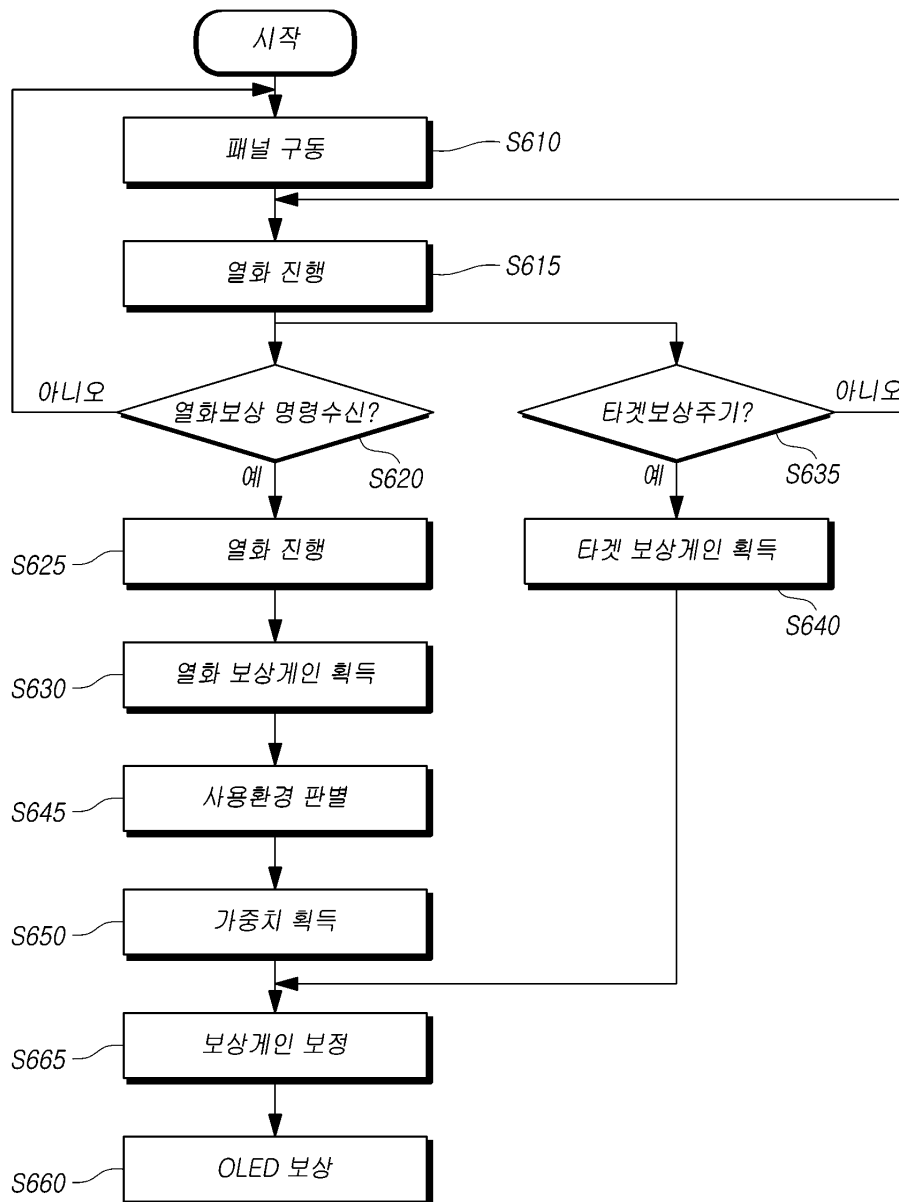 시작
패널 구동
S610
열화 진행
S615
아니오
열화보상 명령수신?
S620
예
타겟보상주기?
아니오
S635
예
열화 진행
S625
타겟 보상게인 획득
S640
열화 보상게인 획득
S630
사용환경 판별
S645
가중치 획득
S650
보상게인 보정
S665
OLED 보상
S660